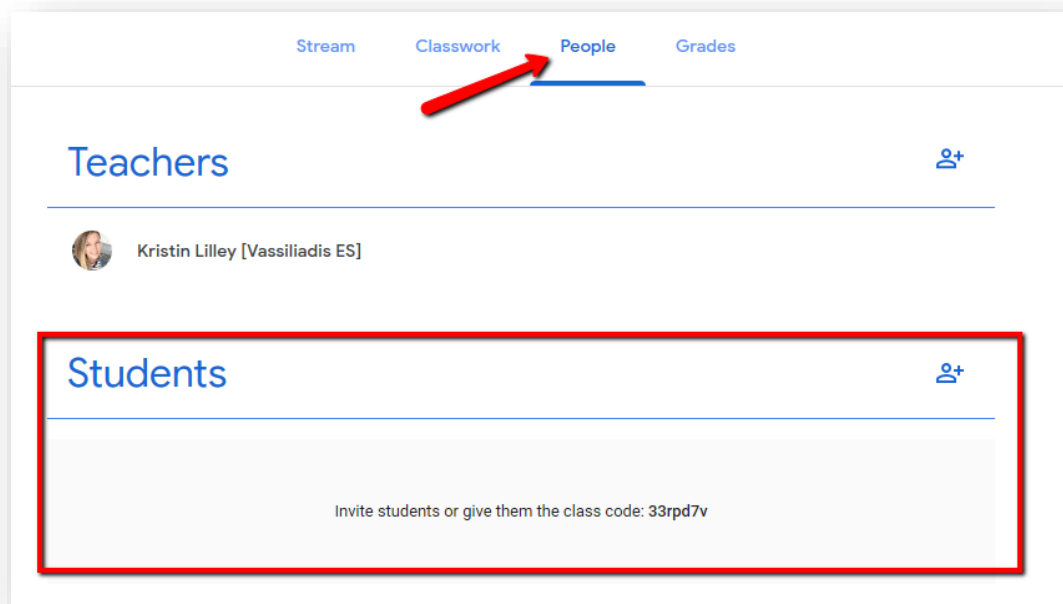 Stream Classwork People Grades
Teachers
Kristin Lilley [Vassiliadis ES]
Students
Invite students or give them the class code: 33rpd7v